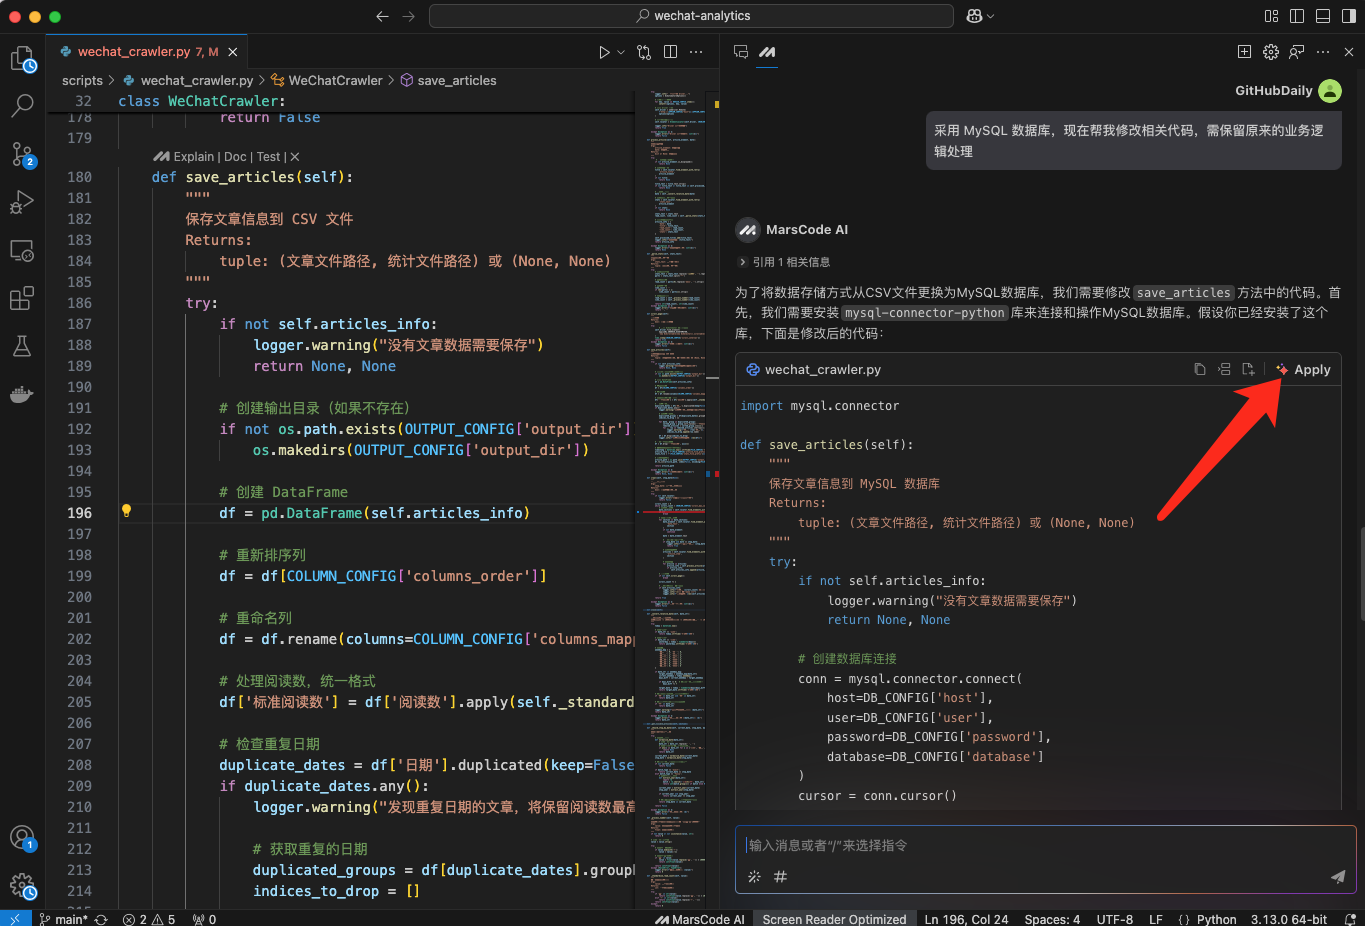 wechat-analytics
wechat_crawler.py 7, M
scripts > wechat_crawler.py > WeChatCrawler > save_articles
32 class WeChatCrawler:
178 return False
179
Explain | Doc | Test | ✕
180 def save_articles(self):
181 """
182 保存文章信息到 CSV 文件
183 Returns:
184 tuple: (文章文件路径, 统计文件路径) 或 (None, None)
185 """
186 try:
187 if not self.articles_info:
188 logger.warning("没有文章数据需要保存")
189 return None, None
190
191 # 创建输出目录（如果不存在）
192 if not os.path.exists(OUTPUT_CONFIG['output_dir']
193 os.makedirs(OUTPUT_CONFIG['output_dir'])
194
195 # 创建 DataFrame
196 df = pd.DataFrame(self.articles_info)
197
198 # 重新排序列
199 df = df[COLUMN_CONFIG['columns_order']]
200
201 # 重命名列
202 df = df.rename(columns=COLUMN_CONFIG['columns_map
203
204 # 处理阅读数，统一格式
205 df['标准阅读数'] = df['阅读数'].apply(self._standard
206
207 # 检查重复日期
208 duplicate_dates = df['日期'].duplicated(keep=False
209 if duplicate_dates.any():
210 logger.warning("发现重复日期的文章，将保留阅读数最高
211
212 # 获取重复的日期
213 duplicated_groups = df[duplicate_dates].group
214 indices_to_drop = []
GitHubDaily
采用 MySQL 数据库，现在帮我修改相关代码，需保留原来的业务逻
辑处理
MarsCode AI
引用 1 相关信息
为了将数据存储方式从CSV文件更换为MySQL数据库，我们需要修改 save_articles 方法中的代码。首
先，我们需要安装 mysql-connector-python 库来连接和操作MySQL数据库。假设你已经安装了这个
库，下面是修改后的代码：
wechat_crawler.py
Apply
import mysql.connector
def save_articles(self):
"""
保存文章信息到 MySQL 数据库
Returns:
tuple: (文章文件路径, 统计文件路径) 或 (None, None)
"""
try:
if not self.articles_info:
logger.warning("没有文章数据需要保存")
return None, None
# 创建数据库连接
conn = mysql.connector.connect(
host=DB_CONFIG['host'],
user=DB_CONFIG['user'],
password=DB_CONFIG['password'],
database=DB_CONFIG['database']
)
cursor = conn.cursor()
输入消息或者“/”来选择指令
2
1
main* 2 5 0 MarsCode AI Screen Reader Optimized Ln 196, Col 24 Spaces: 4 UTF-8 LF { } Python 3.13.0 64-bit